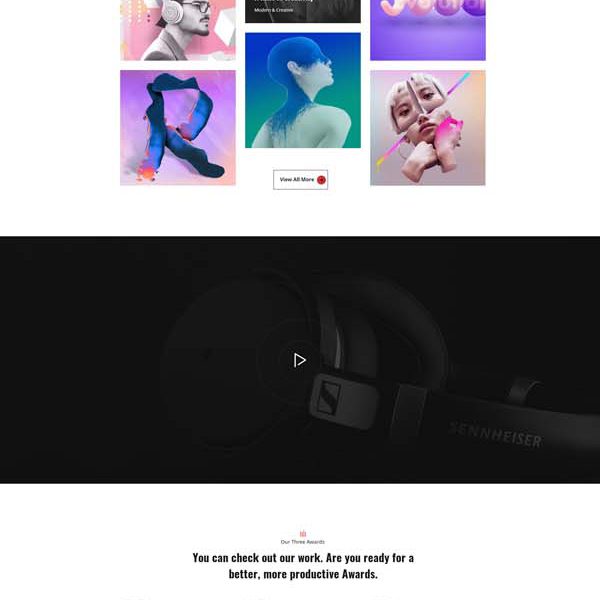 Modern & Creative
View All More
SENNHEISER
Our Three Awards
You can check out our work. Are you ready for a
better, more productive Awards.